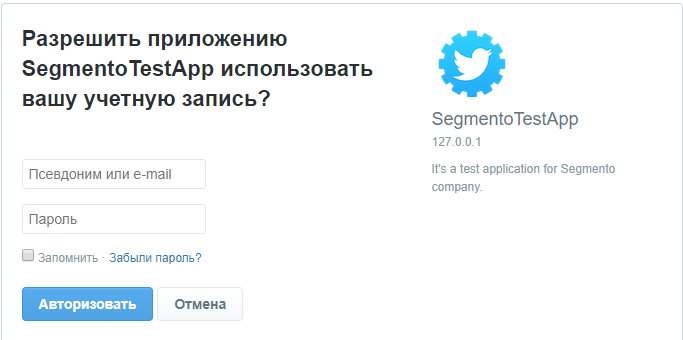 Разрешить приложению
SegmentoTestApp использовать
вашу учетную запись?
Псевдоним или e-mail
Пароль
Запомнить · Забыли пароль?
Авторизовать
Отмена
SegmentoTestApp
127.0.0.1
It's a test application for Segmento
company.